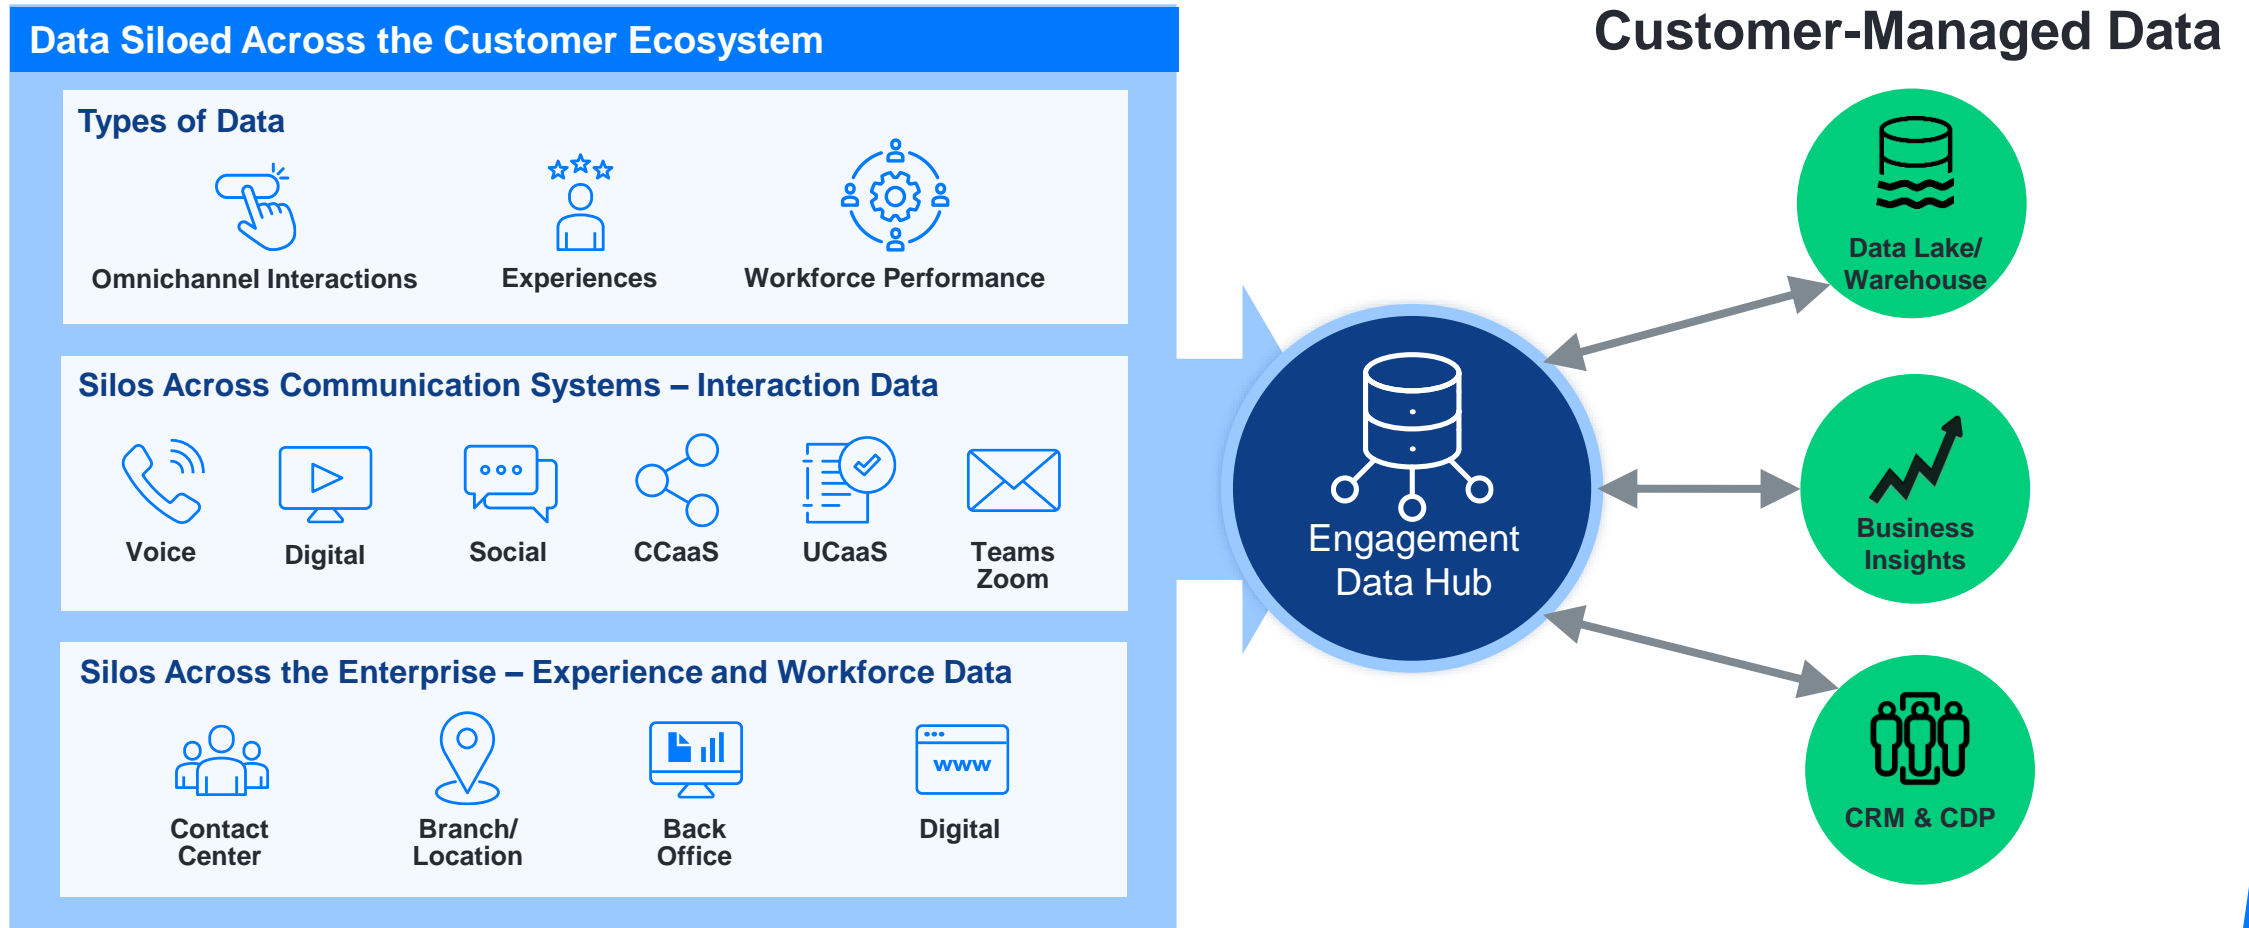 Data Siloed Across the Customer Ecosystem
Types of Data
Omnichannel Interactions
Experiences
Workforce Performance
Silos Across Communication Systems – Interaction Data
Voice
Digital
Social
CCaaS
UCaaS
Teams
Zoom
Silos Across the Enterprise – Experience and Workforce Data
www
Contact
Center
Branch/
Location
Back
Office
Digital
Engagement
Data Hub
Customer-Managed Data
Data Lake/
Warehouse
Business
Insights
CRM & CDP